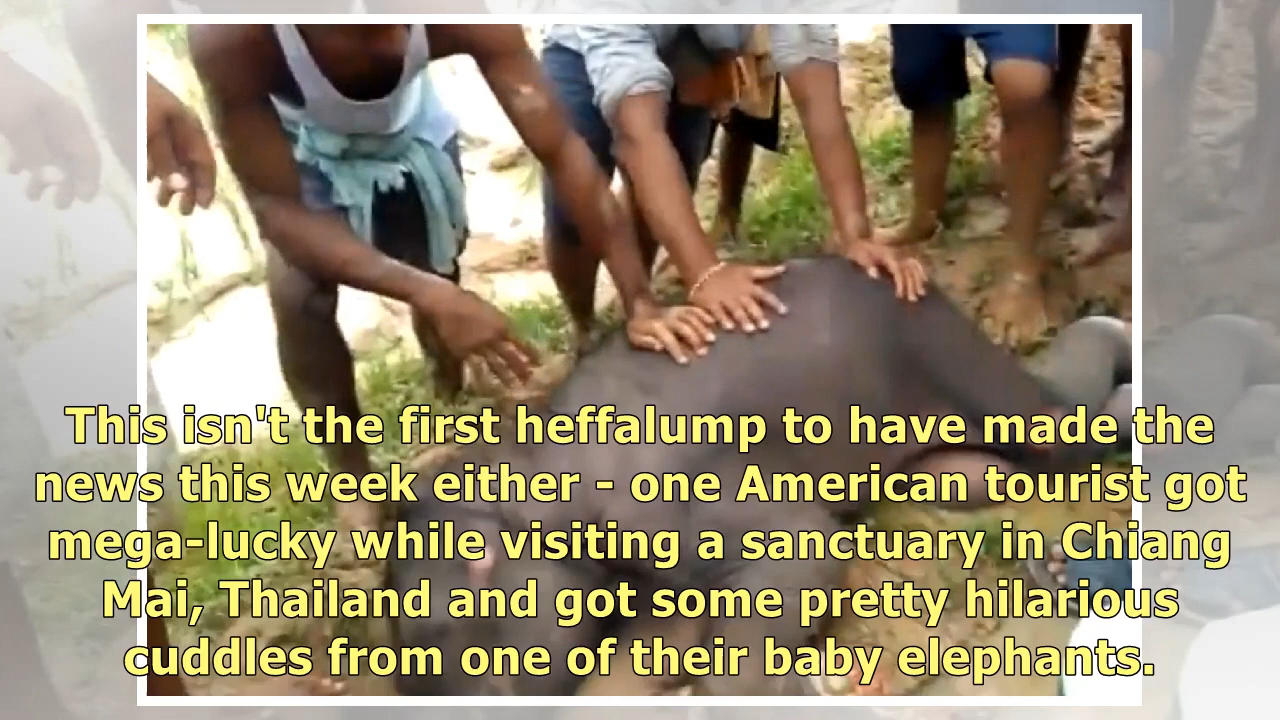 This isn't the first heffalump to have made the
news this week either - one American tourist got
mega-lucky while visiting a sanctuary in Chiang
Mai, Thailand and got some pretty hilarious
cuddles from one of their baby elephants.